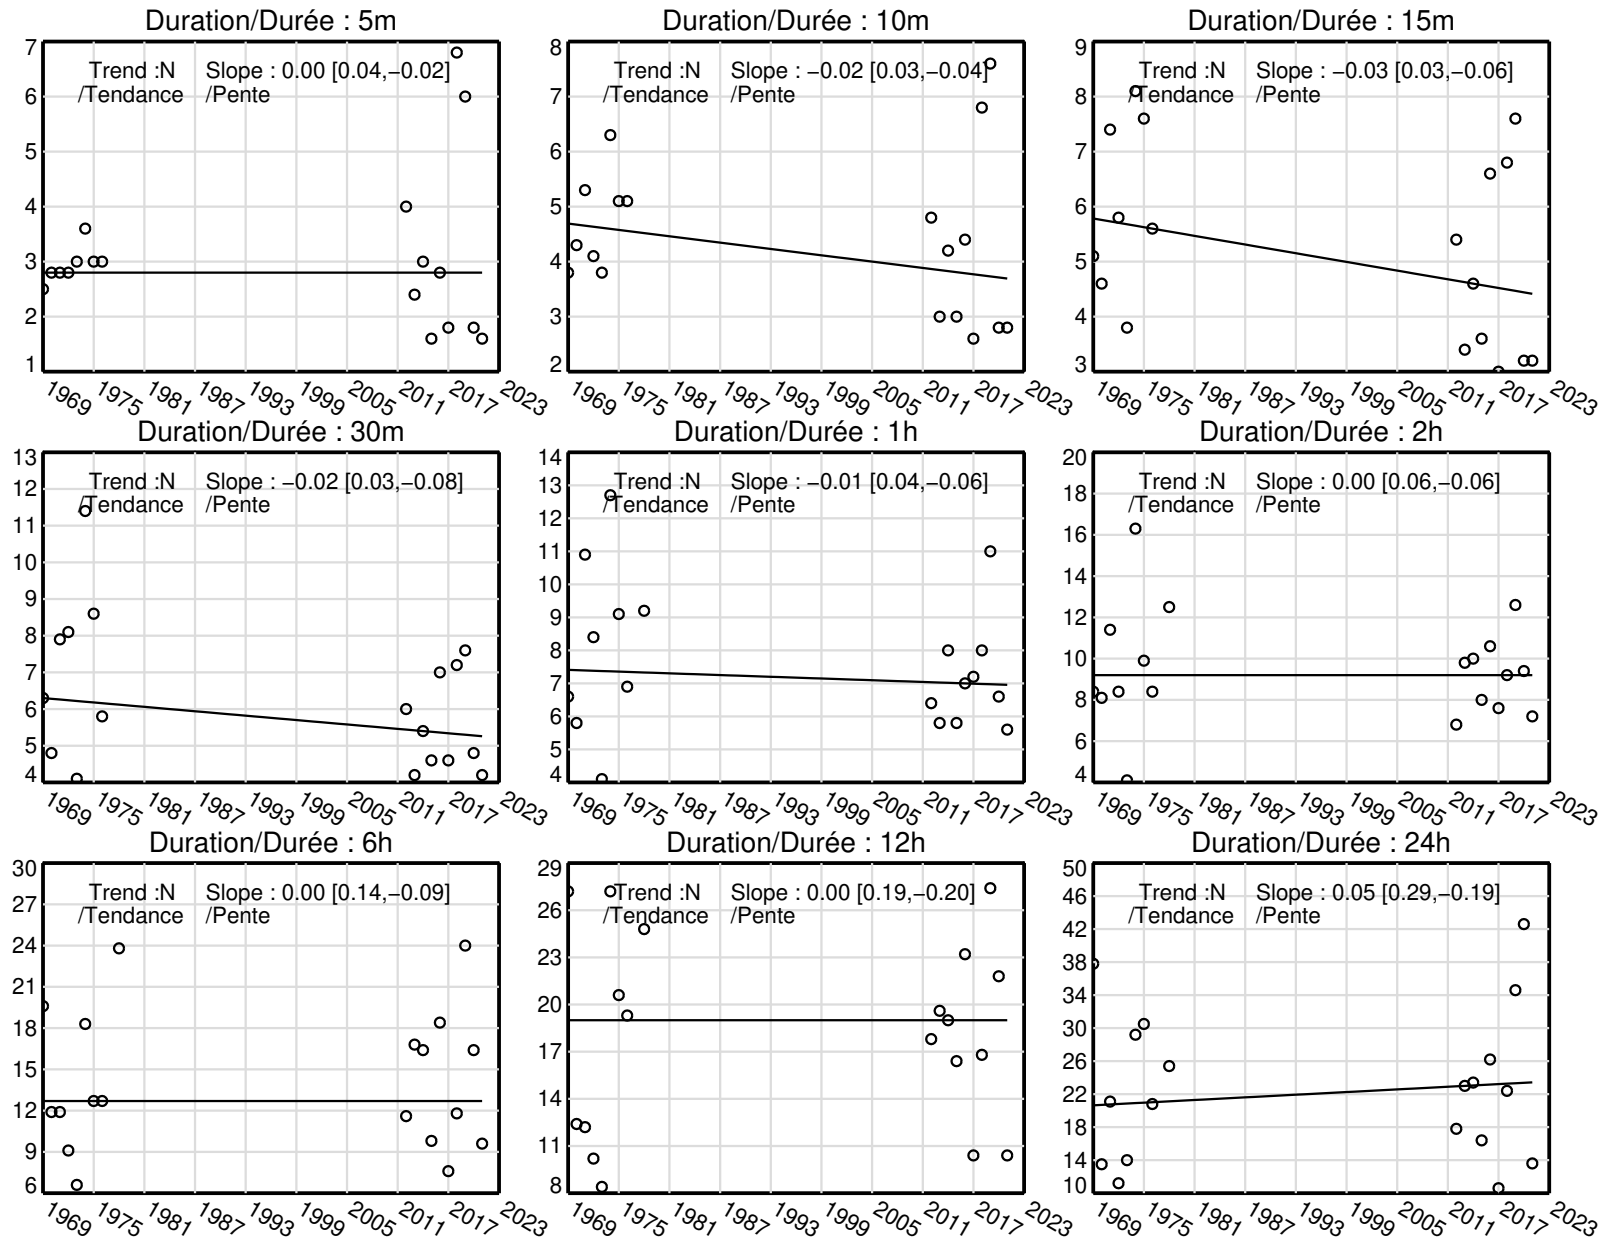 Duration/Durée : 5m
Trend :N Slope : 0.00 [0.04,−0.02]
/Tendance /Pente
7
6
5
4
3
2
1
1969 1975 1981 1987 1993 1999 2005 2011 2017 2023
Duration/Durée : 10m
Trend :N Slope : −0.02 [0.03,−0.04]
/Tendance /Pente
8
7
6
5
4
3
2
1969 1975 1981 1987 1993 1999 2005 2011 2017 2023
Duration/Durée : 15m
Trend :N Slope : −0.03 [0.03,−0.06]
/Tendance /Pente
9
8
7
6
5
4
3
1969 1975 1981 1987 1993 1999 2005 2011 2017 2023
Duration/Durée : 30m
Trend :N Slope : −0.02 [0.03,−0.08]
/Tendance /Pente
13
12
11
10
9
8
7
6
5
4
1969 1975 1981 1987 1993 1999 2005 2011 2017 2023
Duration/Durée : 1h
Trend :N Slope : −0.01 [0.04,−0.06]
/Tendance /Pente
14
13
12
11
10
9
8
7
6
5
4
1969 1975 1981 1987 1993 1999 2005 2011 2017 2023
Duration/Durée : 2h
Trend :N Slope : 0.00 [0.06,−0.06]
/Tendance /Pente
20
18
16
14
12
10
8
6
4
1969 1975 1981 1987 1993 1999 2005 2011 2017 2023
Duration/Durée : 6h
Trend :N Slope : 0.00 [0.14,−0.09]
/Tendance /Pente
30
27
24
21
18
15
12
9
6
1969 1975 1981 1987 1993 1999 2005 2011 2017 2023
Duration/Durée : 12h
Trend :N Slope : 0.00 [0.19,−0.20]
/Tendance /Pente
29
26
23
20
17
14
11
8
1969 1975 1981 1987 1993 1999 2005 2011 2017 2023
Duration/Durée : 24h
Trend :N Slope : 0.05 [0.29,−0.19]
/Tendance /Pente
50
46
42
38
34
30
26
22
18
14
10
1969 1975 1981 1987 1993 1999 2005 2011 2017 2023